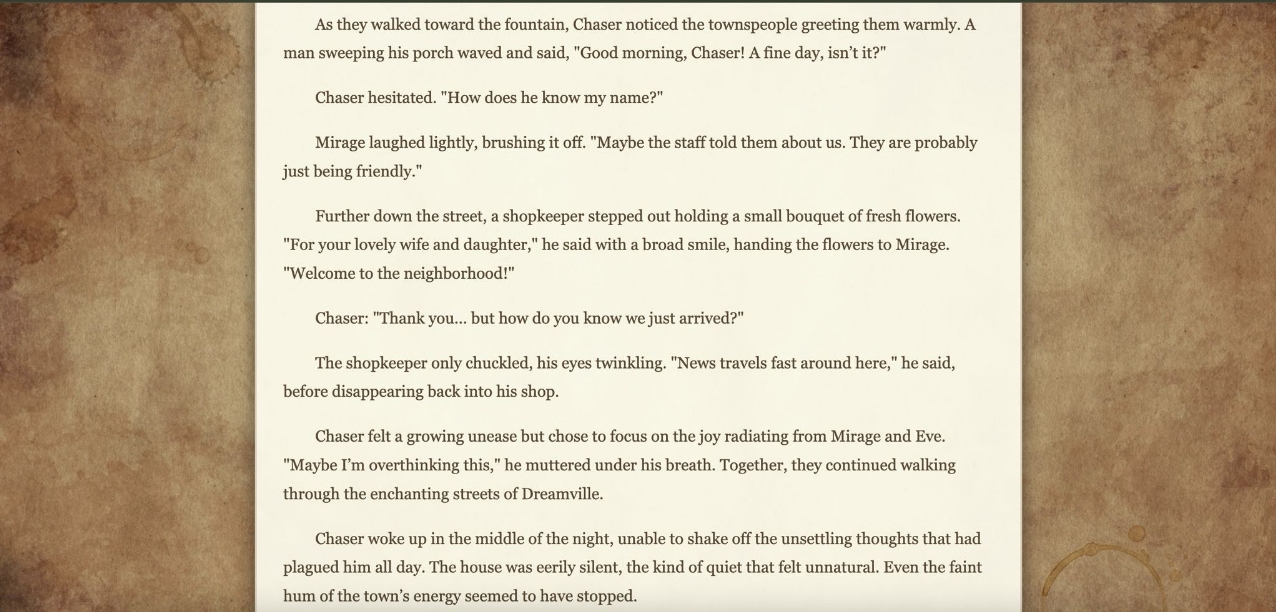 As they walked toward the fountain, Chaser noticed the townspeople greeting them warmly. A
man sweeping his porch waved and said, "Good morning, Chaser! A fine day, isn’t it?"
Chaser hesitated. "How does he know my name?"
Mirage laughed lightly, brushing it off. "Maybe the staff told them about us. They are probably
just being friendly."
Further down the street, a shopkeeper stepped out holding a small bouquet of fresh flowers.
"For your lovely wife and daughter," he said with a broad smile, handing the flowers to Mirage.
"Welcome to the neighborhood!"
Chaser: "Thank you... but how do you know we just arrived?"
The shopkeeper only chuckled, his eyes twinkling. "News travels fast around here," he said,
before disappearing back into his shop.
Chaser felt a growing unease but chose to focus on the joy radiating from Mirage and Eve.
"Maybe I’m overthinking this," he muttered under his breath. Together, they continued walking
through the enchanting streets of Dreamville.
Chaser woke up in the middle of the night, unable to shake off the unsettling thoughts that had
plagued him all day. The house was eerily silent, the kind of quiet that felt unnatural. Even the faint
hum of the town’s energy seemed to have stopped.